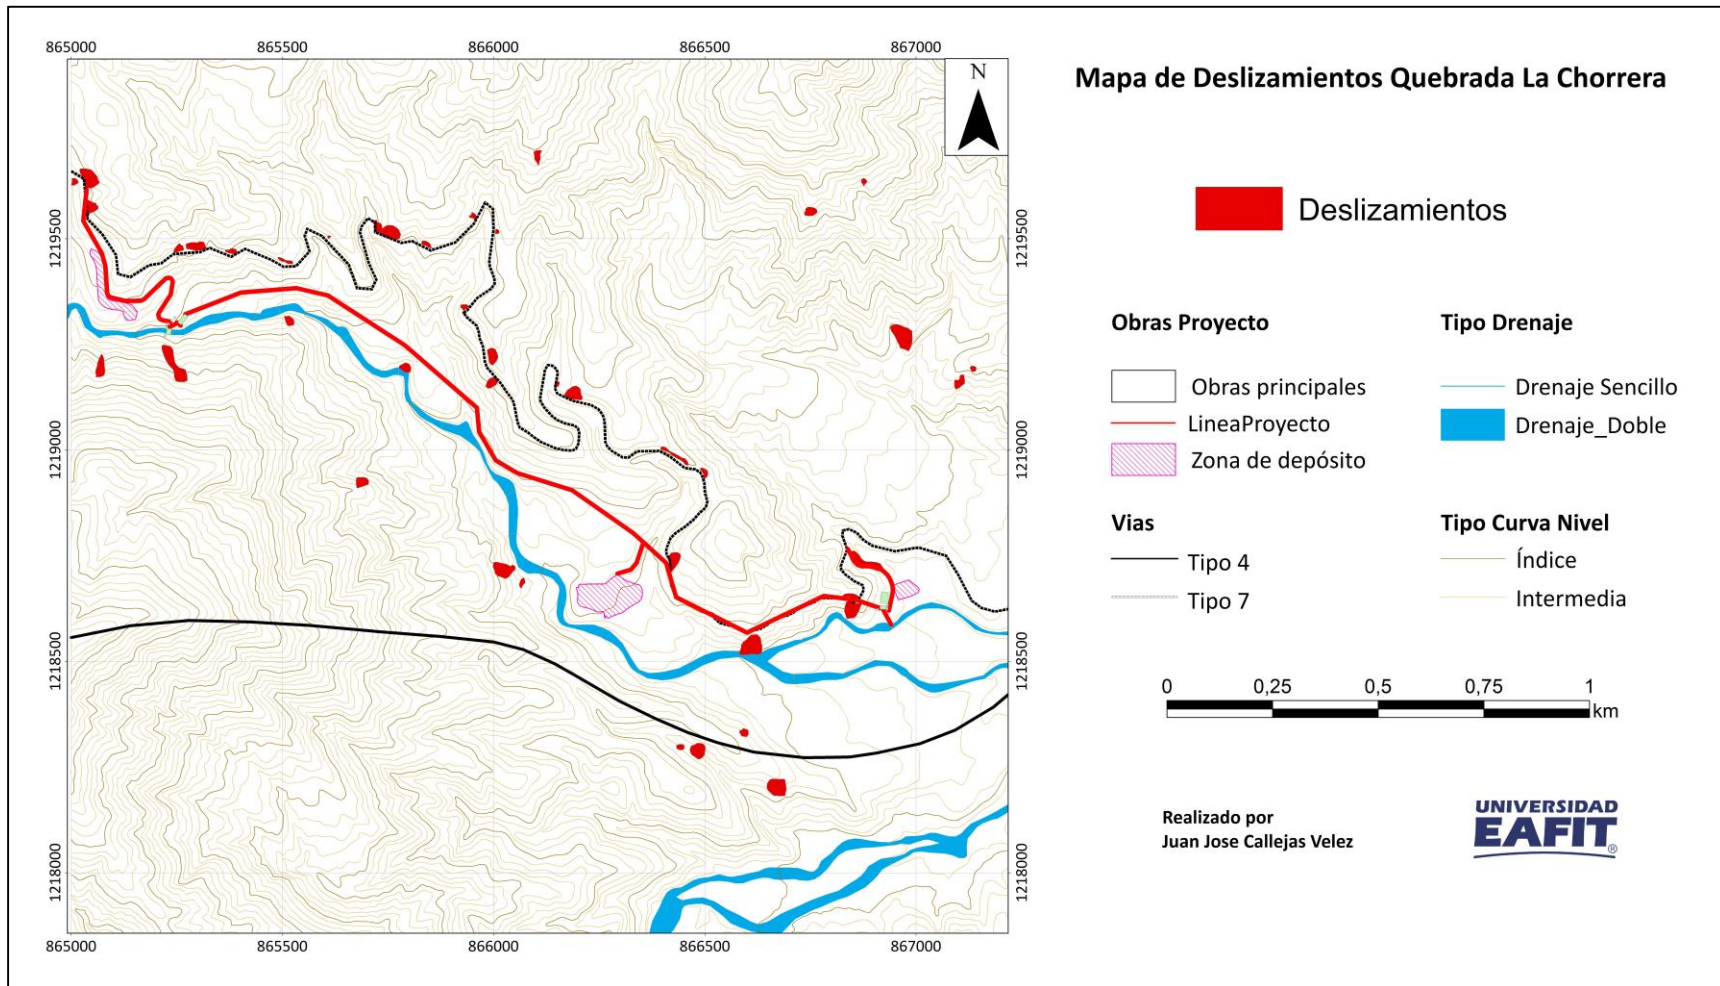 865000 865500 866000 866500 867000
Mapa de Deslizamientos Quebrada La Chorrera
N
Deslizamientos
1219500
1219500
Obras Proyecto
Tipo Drenaje
Obras principales
Drenaje Sencillo
LineaProyecto
Drenaje_Doble
Zona de depósito
1219000
1219000
Vias
Tipo Curva Nivel
Tipo 4
Índice
Tipo 7
Intermedia
1218500
1218500
0 0,25 0,5 0,75 1
km
Realizado por
Juan Jose Callejas Velez
UNIVERSIDAD
EAFIT®
1218000
1218000
865000 865500 866000 866500 867000